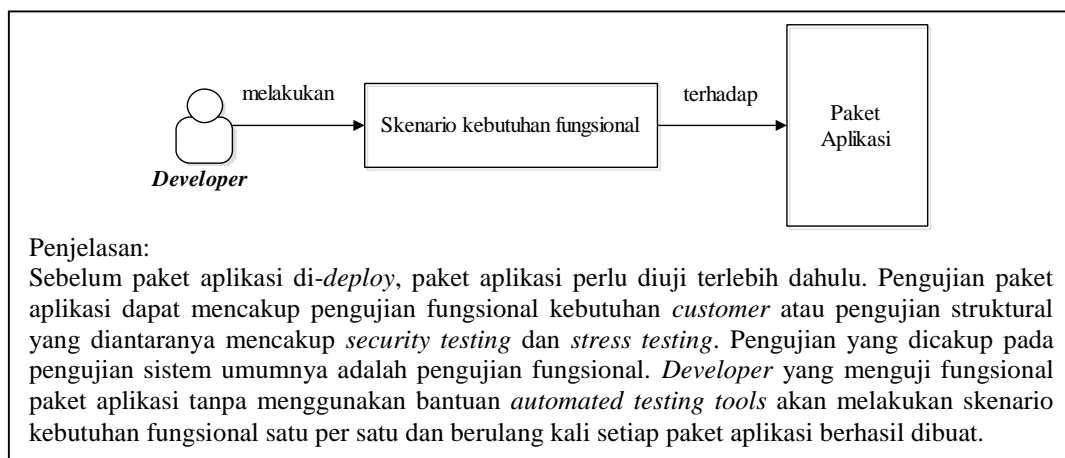 melakukan
terhadap
Skenario kebutuhan fungsional
Paket
Aplikasi
Developer
Penjelasan:
Sebelum paket aplikasi di-deploy, paket aplikasi perlu diuji terlebih dahulu. Pengujian paket
aplikasi dapat mencakup pengujian fungsional kebutuhan customer atau pengujian struktural
yang diantaranya mencakup security testing dan stress testing. Pengujian yang dicakup pada
pengujian sistem umumnya adalah pengujian fungsional. Developer yang menguji fungsional
paket aplikasi tanpa menggunakan bantuan automated testing tools akan melakukan skenario
kebutuhan fungsional satu per satu dan berulang kali setiap paket aplikasi berhasil dibuat.